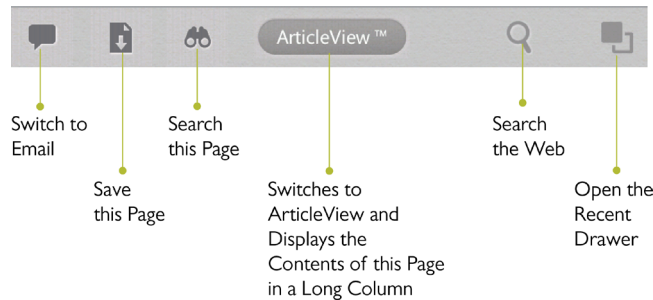 ArticleView ™
Switch to
Email
Save
this Page
Search
this Page
Switches to
ArticleView and
Displays the
Contents of this Page
in a Long Column
Search
the Web
Open the
Recent
Drawer